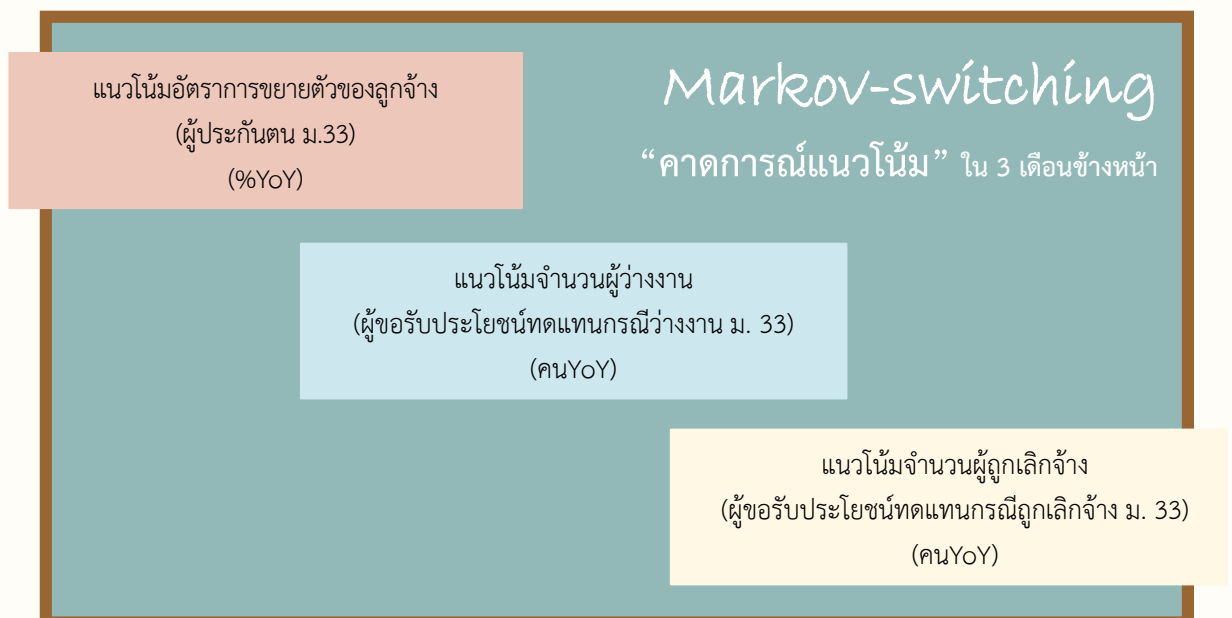 Markov-switching
“คาดการณ์แนวโน้ม” ใน 3 เดือนข้างหน้า
แนวโน้มอัตราการขยายตัวของลูกจ้าง
(ผู้ประกันตน ม.33)
(%YoY)
แนวโน้มจำนวนผู้ว่างงาน
(ผู้ขอรับประโยชน์ทดแทนกรณีว่างงาน ม. 33)
(คนYoY)
แนวโน้มจำนวนผู้ถูกเลิกจ้าง
(ผู้ขอรับประโยชน์ทดแทนกรณีถูกเลิกจ้าง ม. 33)
(คนYoY)